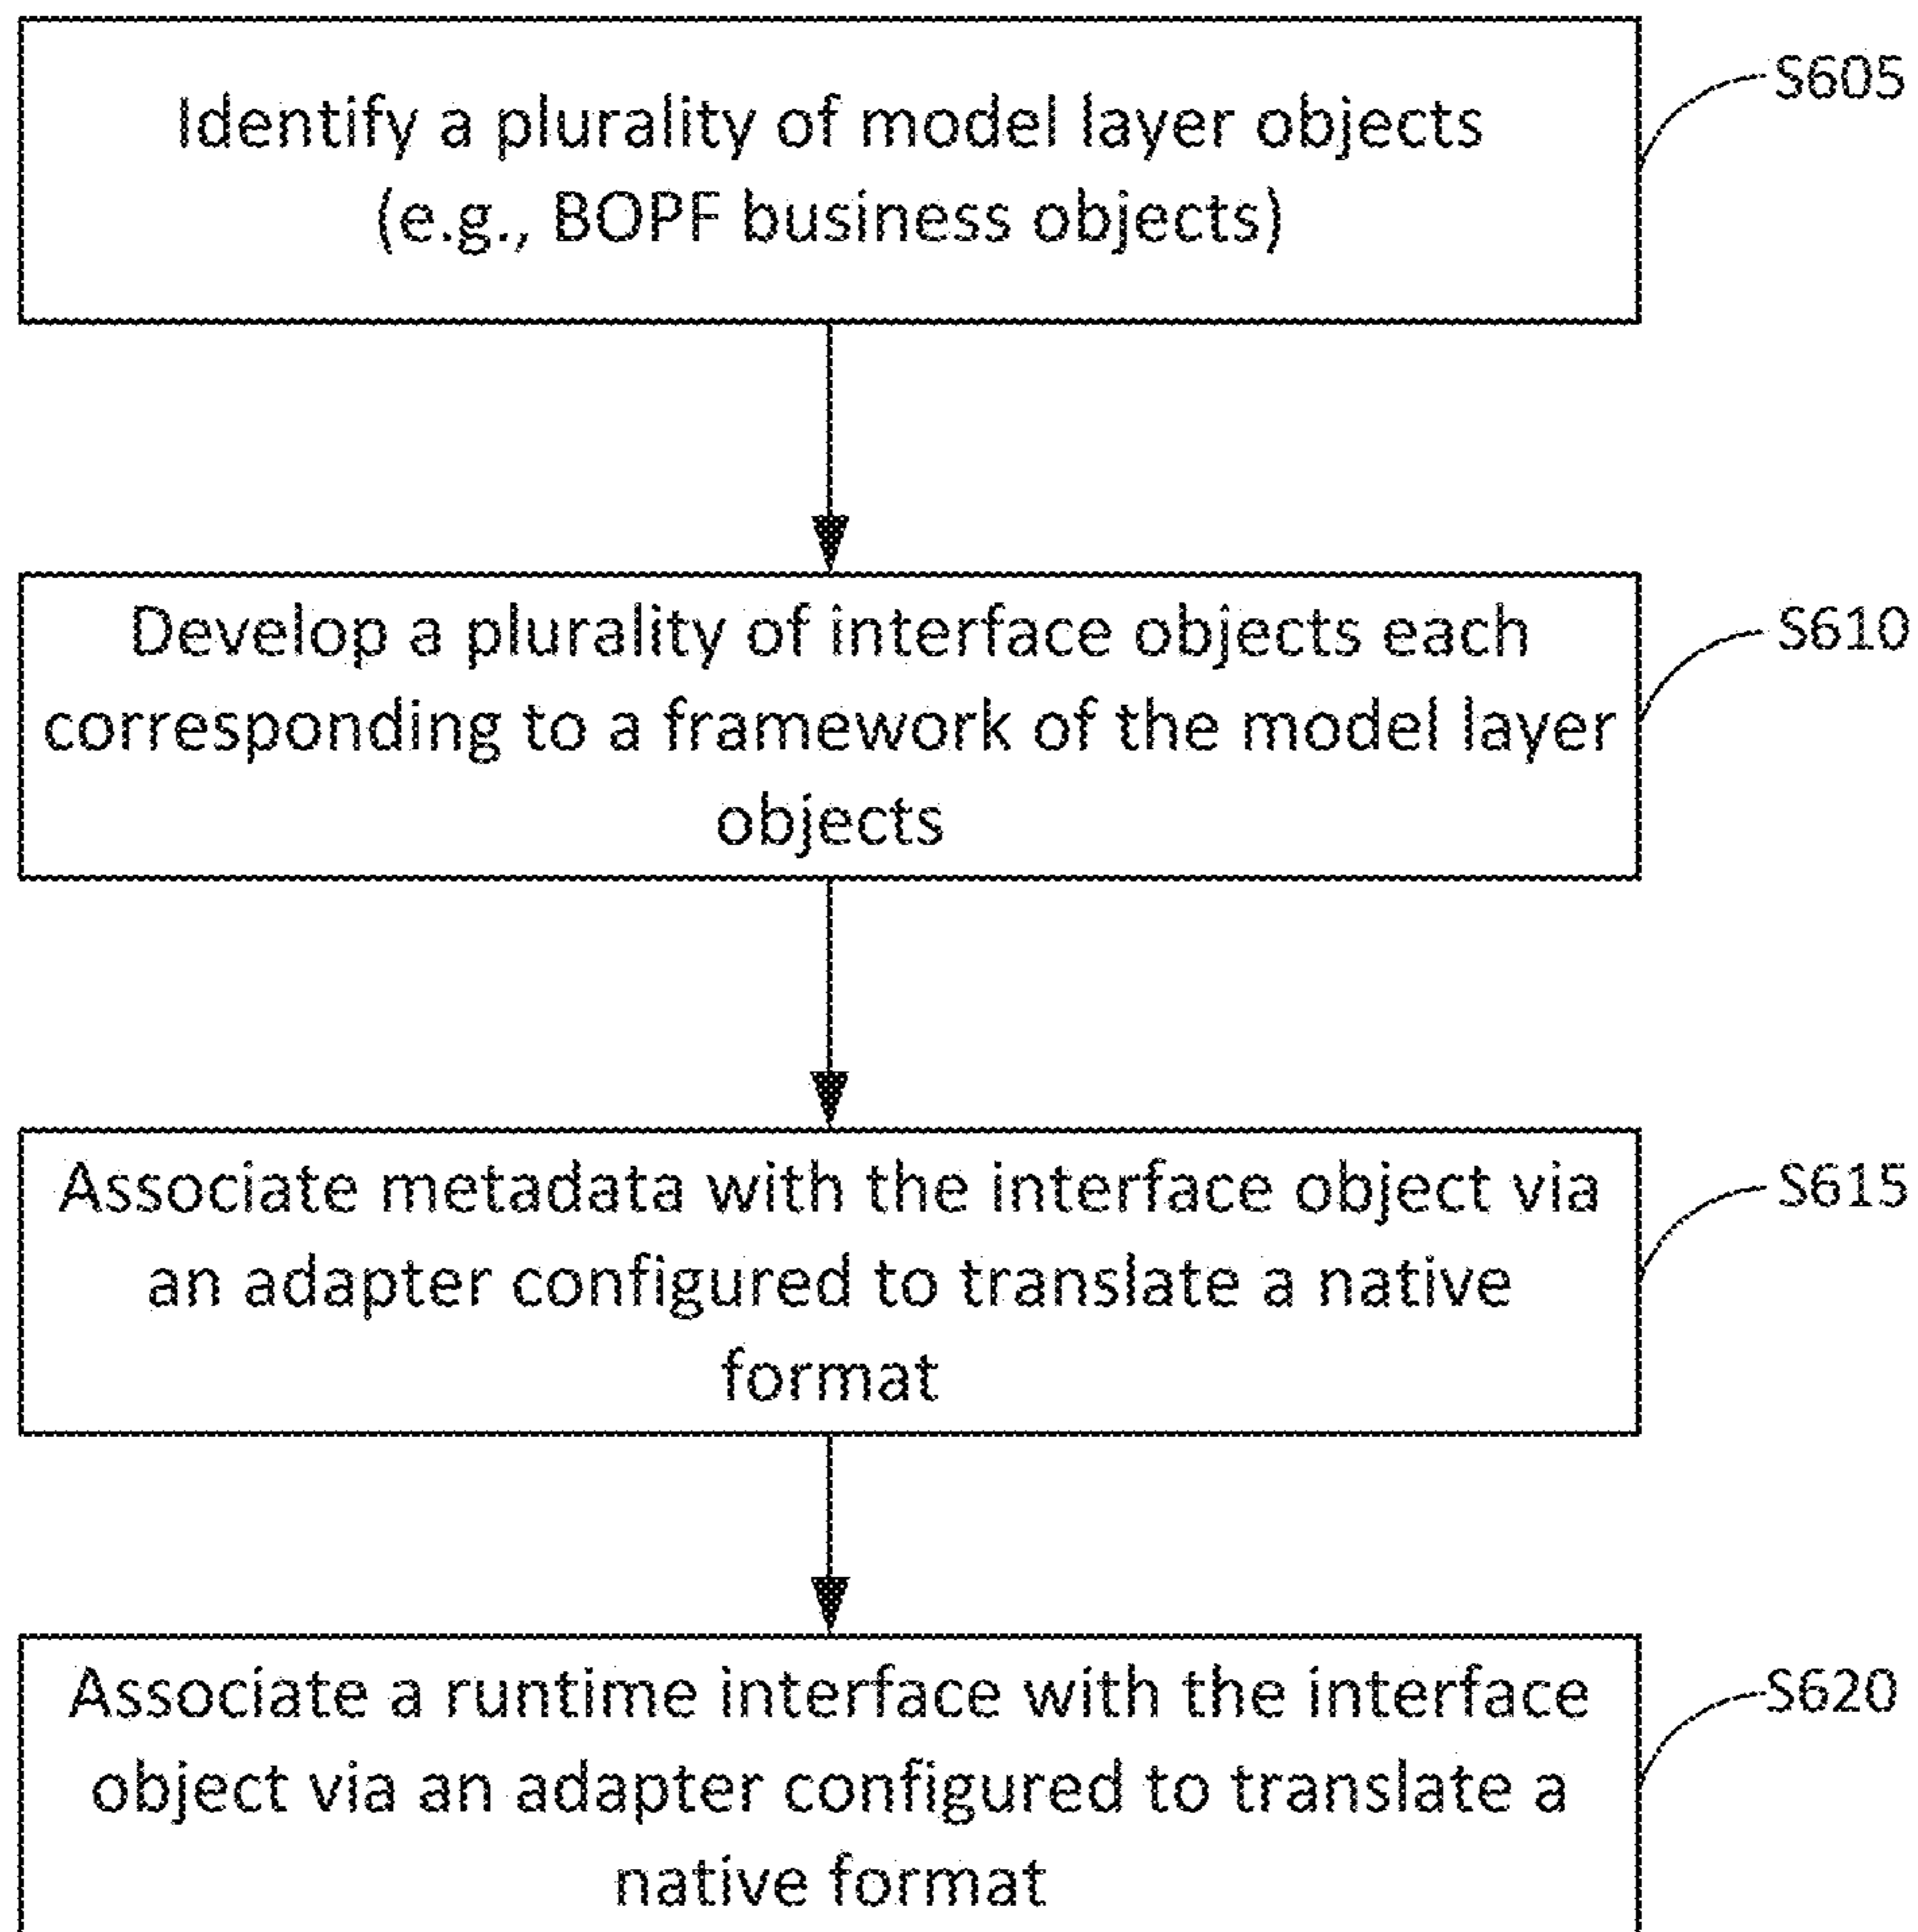 Identify a plurality of model layer objects
(e.g., BOPF business objects)
S605
Develop a plurality of interface objects each
corresponding to a framework of the model layer
objects
S610
Associate metadata with the interface object via
an adapter configured to translate a native
format
S615
Associate a runtime interface with the interface
object via an adapter configured to translate a
native format
S620